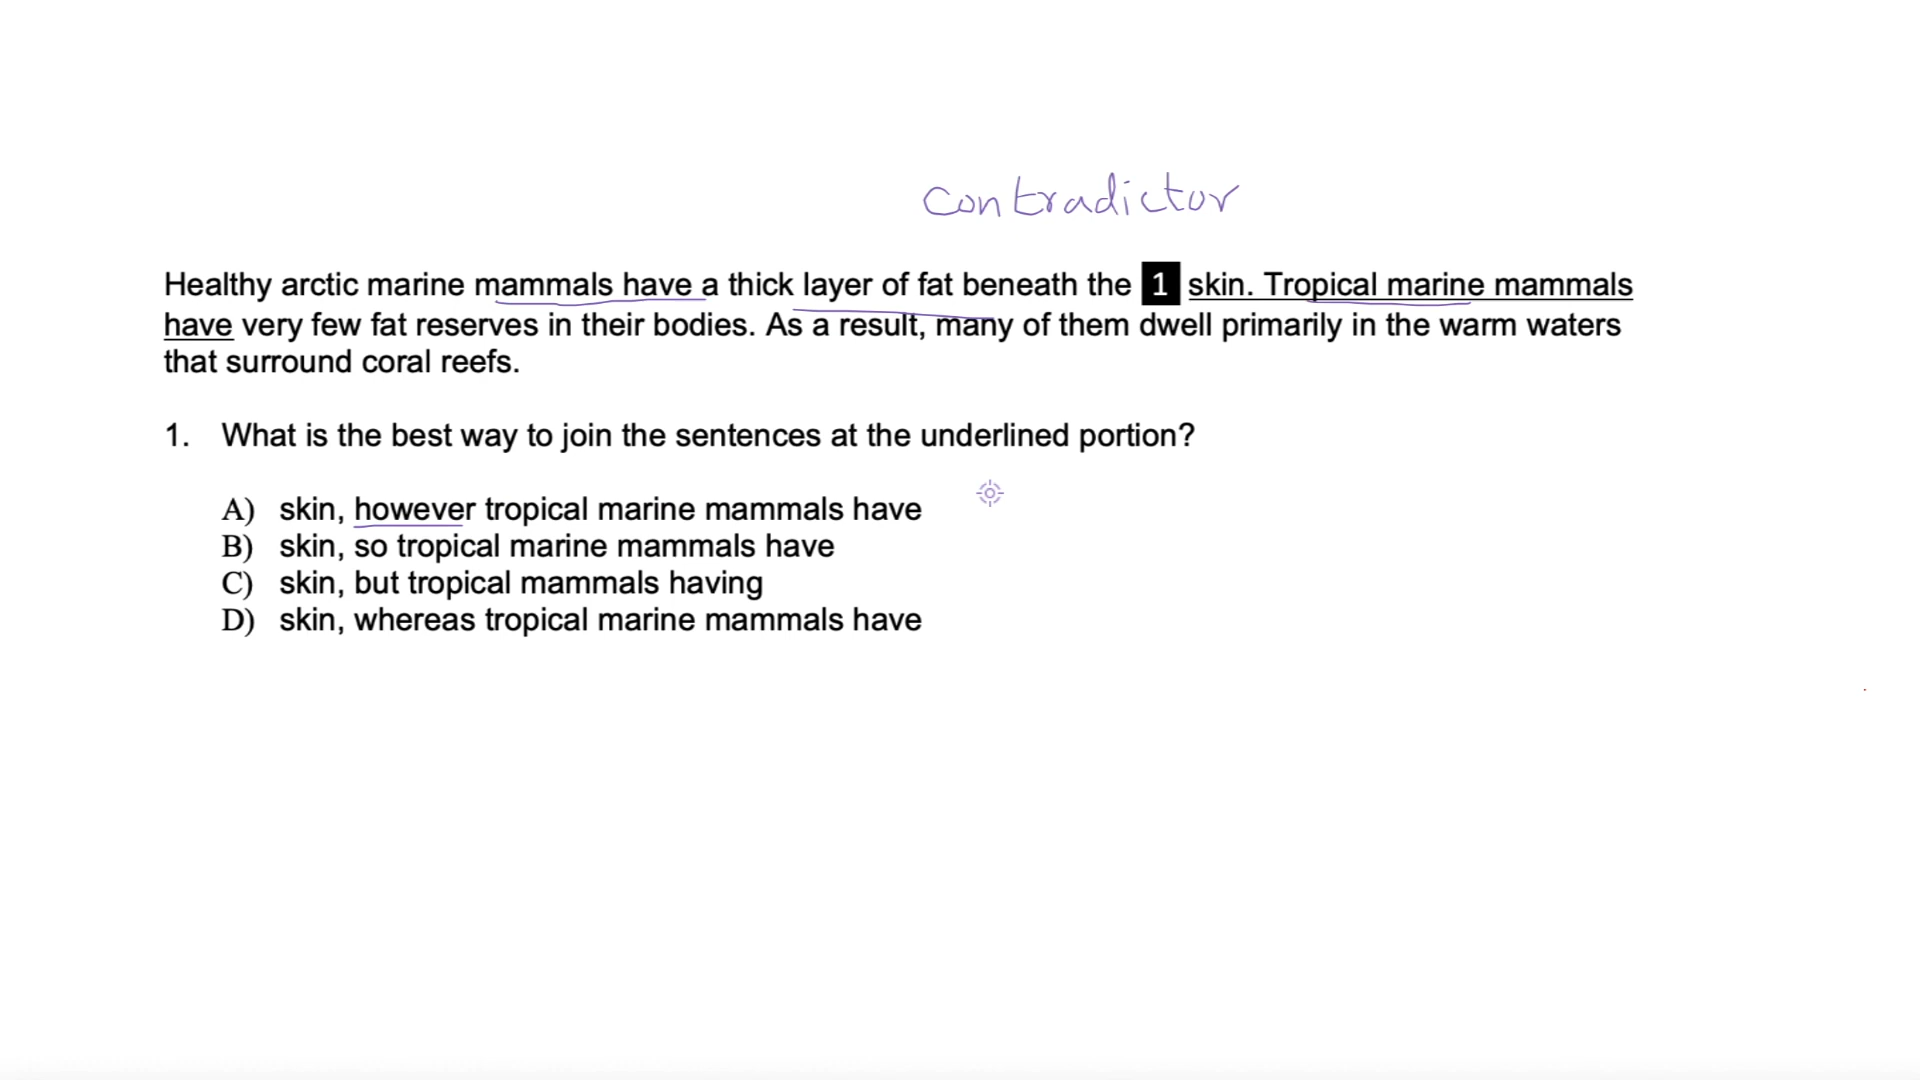 contradictor
Healthy arctic marine mammals have a thick layer of fat beneath the 1 skin. Tropical marine mammals
have very few fat reserves in their bodies. As a result, many of them dwell primarily in the warm waters
that surround coral reefs.
1. What is the best way to join the sentences at the underlined portion?
A) skin, however tropical marine mammals have
B) skin, so tropical marine mammals have
C) skin, but tropical mammals having
D) skin, whereas tropical marine mammals have